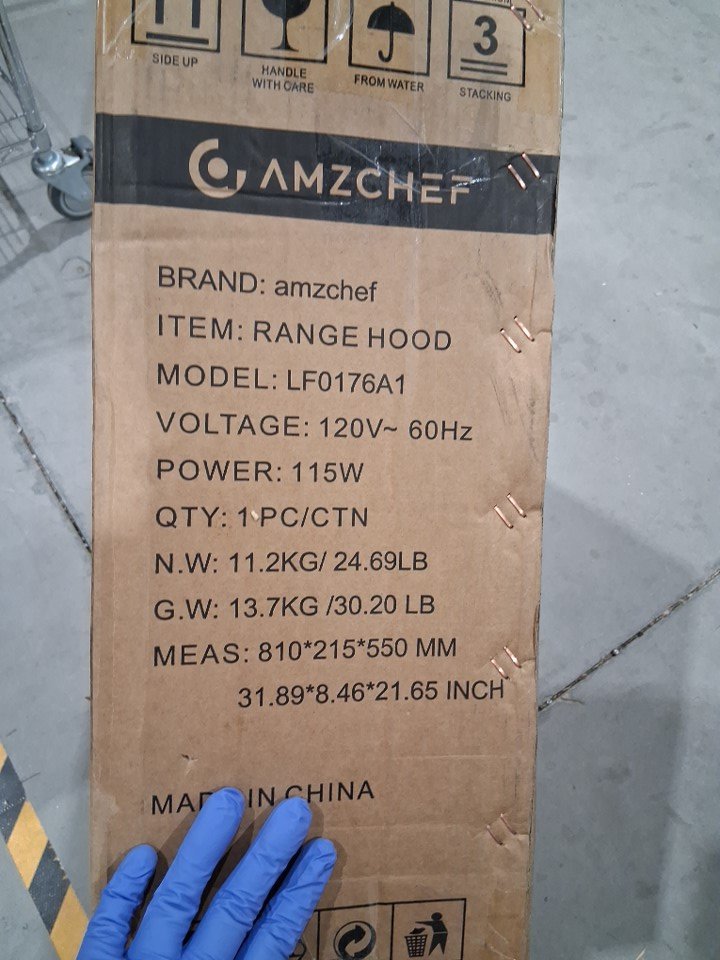 SIDE UP
HANDLE
WITH CARE
FROM WATER
3
STACKING
AMZCHEF
BRAND: amzchef
ITEM: RANGE HOOD
MODEL: LF0176A1
VOLTAGE: 120V~ 60Hz
POWER: 115W
QTY: 1 PC/CTN
N.W: 11.2KG/ 24.69LB
G.W: 13.7KG /30.20 LB
MEAS: 810*215*550 MM
31.89*8.46*21.65 INCH
MADE IN CHINA